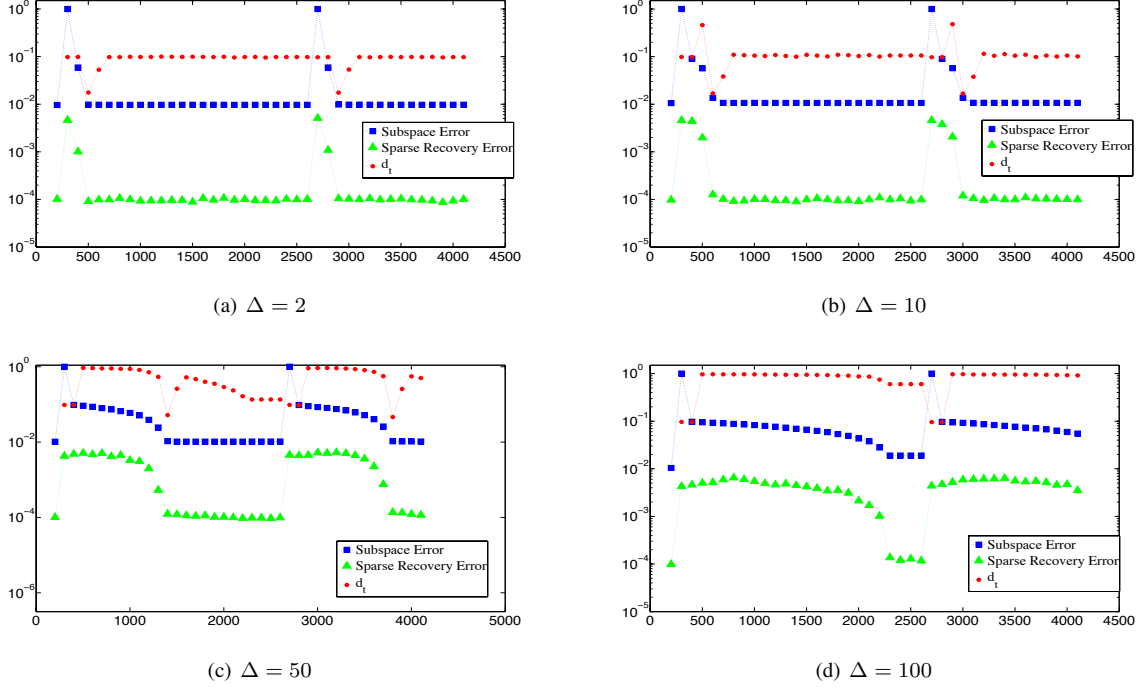 10^0
10^-1
10^-2
10^-3
10^-4
10^-5
0 500 1000 1500 2000 2500 3000 3500 4000 4500
Subspace Error
Sparse Recovery Error
d_t
(a) Δ = 2
10^0
10^-1
10^-2
10^-3
10^-4
10^-5
0 500 1000 1500 2000 2500 3000 3500 4000 4500
Subspace Error
Sparse Recovery Error
d_t
(b) Δ = 10
10^0
10^-2
10^-4
10^-6
0 1000 2000 3000 4000 5000
Subspace Error
Sparse Recovery Error
d_t
(c) Δ = 50
10^0
10^-1
10^-2
10^-3
10^-4
10^-5
0 500 1000 1500 2000 2500 3000 3500 4000 4500
Subspace Error
Sparse Recovery Error
d_t
(d) Δ = 100